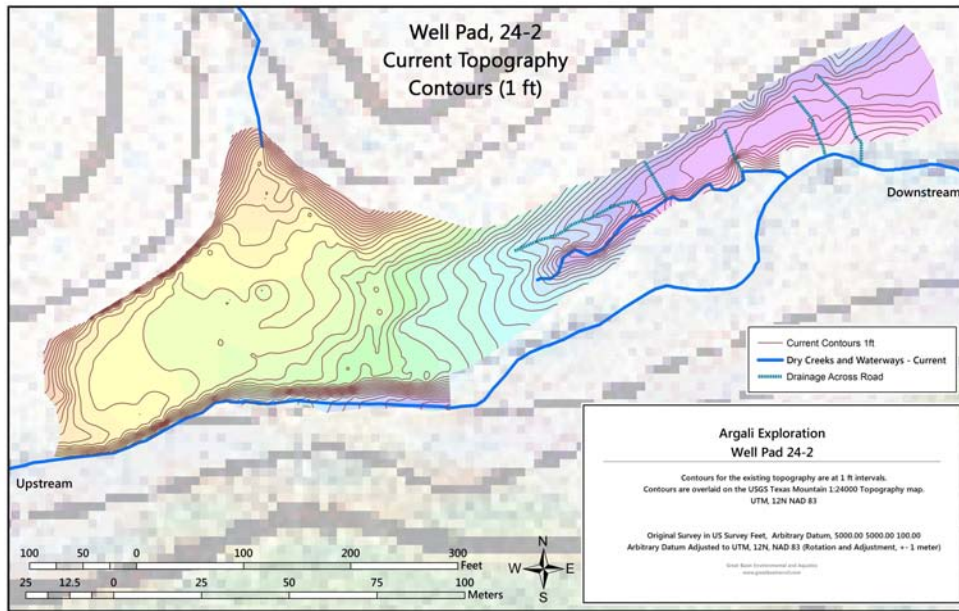 Well Pad, 24-2
Current Topography
Contours (1 ft)
Downstream
Upstream
Current Contours 1ft
Dry Creeks and Waterways - Current
Drainage Across Road
Argali Exploration
Well Pad 24-2
Contours for the existing topography are at 1 ft intervals.
Contours are overlaid on the USGS Texas Mountain 1:24000 Topography map.
UTM, 12N NAD 83
Original Survey in US Survey Feet, Arbitrary Datum, 5000.00 5000.00 100.00
Arbitrary Datum Adjusted to UTM, 12N, NAD 83 (Rotation and Adjustment, +- 1 meter)
Great Basin Environmental and Aquatic
100 50 0 100 200 300
Feet
25 12.5 0 25 50 75 100
Meters
N
W E
S